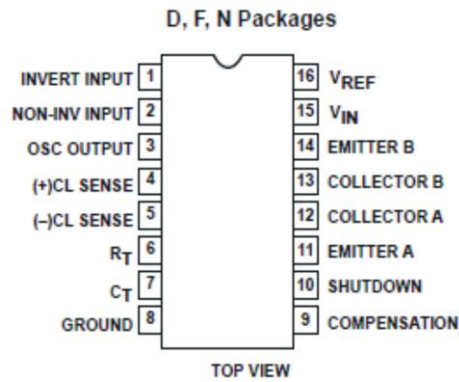 D, F, N Packages
INVERT INPUT 1
NON-INV INPUT 2
OSC OUTPUT 3
(+)CL SENSE 4
(–)CL SENSE 5
RT 6
CT 7
GROUND 8
16 VREF
15 VIN
14 EMITTER B
13 COLLECTOR B
12 COLLECTOR A
11 EMITTER A
10 SHUTDOWN
9 COMPENSATION
TOP VIEW